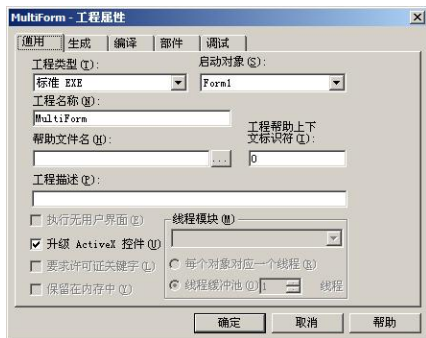 MultiForm - 工程属性
通用 生成 编译 部件 调试
工程类型(T): 启动对象(S):
标准 EXE Form1
工程名称(N):
MultiForm
帮助文件名(H): 工程帮助上下
文标识符(I):
... 0
工程描述(P):
执行无用户界面(E) 线程模块(M)
升级 ActiveX 控件(U)
要求许可证关键字(L) 每个对象对应一个线程(R)
保留在内存中(V) 线程缓冲池(O) 1 线程
确定 取消 帮助